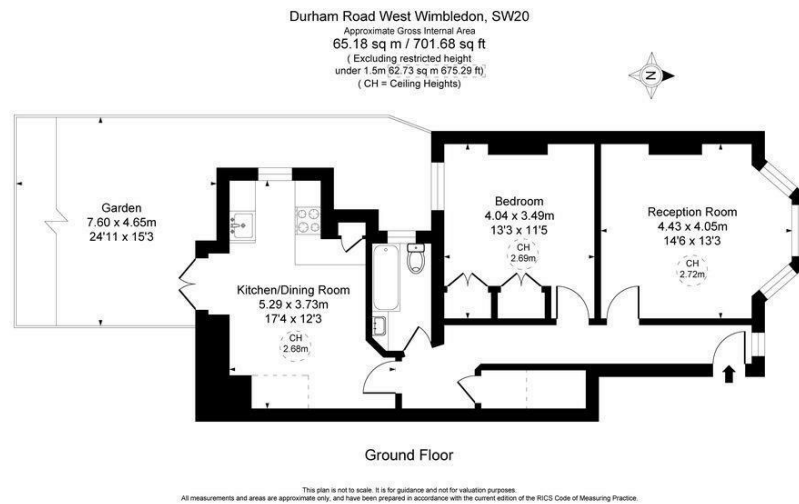 Durham Road West Wimbledon, SW20
Approximate Gross Internal Area
65.18 sq m / 701.68 sq ft
( Excluding restricted height
under 1.5m 62.73 sq m 675.29 ft)
( CH = Ceiling Heights)
N
Garden
7.60 x 4.65m
24'11 x 15'3
Bedroom
4.04 x 3.49m
13'3 x 11'5
CH
2.69m
Reception Room
4.43 x 4.05m
14'6 x 13'3
CH
2.72m
Kitchen/Dining Room
5.29 x 3.73m
17'4 x 12'3
CH
2.68m
Ground Floor
This plan is not to scale. It is for guidance and not for valuation purposes.
All measurements and areas are approximate only, and have been prepared in accordance with the current edition of the RICS Code of Measuring Practice.